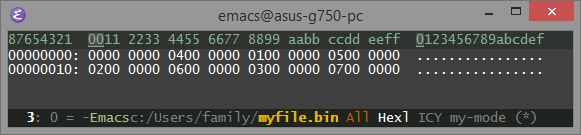 emacs@asus-g750-pc
87654321  0011 2233 4455 6677 8899 aabb ccdd eeff  0123456789abcdef
00000000: 0000 0000 0400 0000 0100 0000 0500 0000  ................
00000010: 0200 0000 0600 0000 0300 0000 0700 0000  ................
3: 0 = -Emacsc:/Users/family/myfile.bin All Hexl ICY my-mode (*)